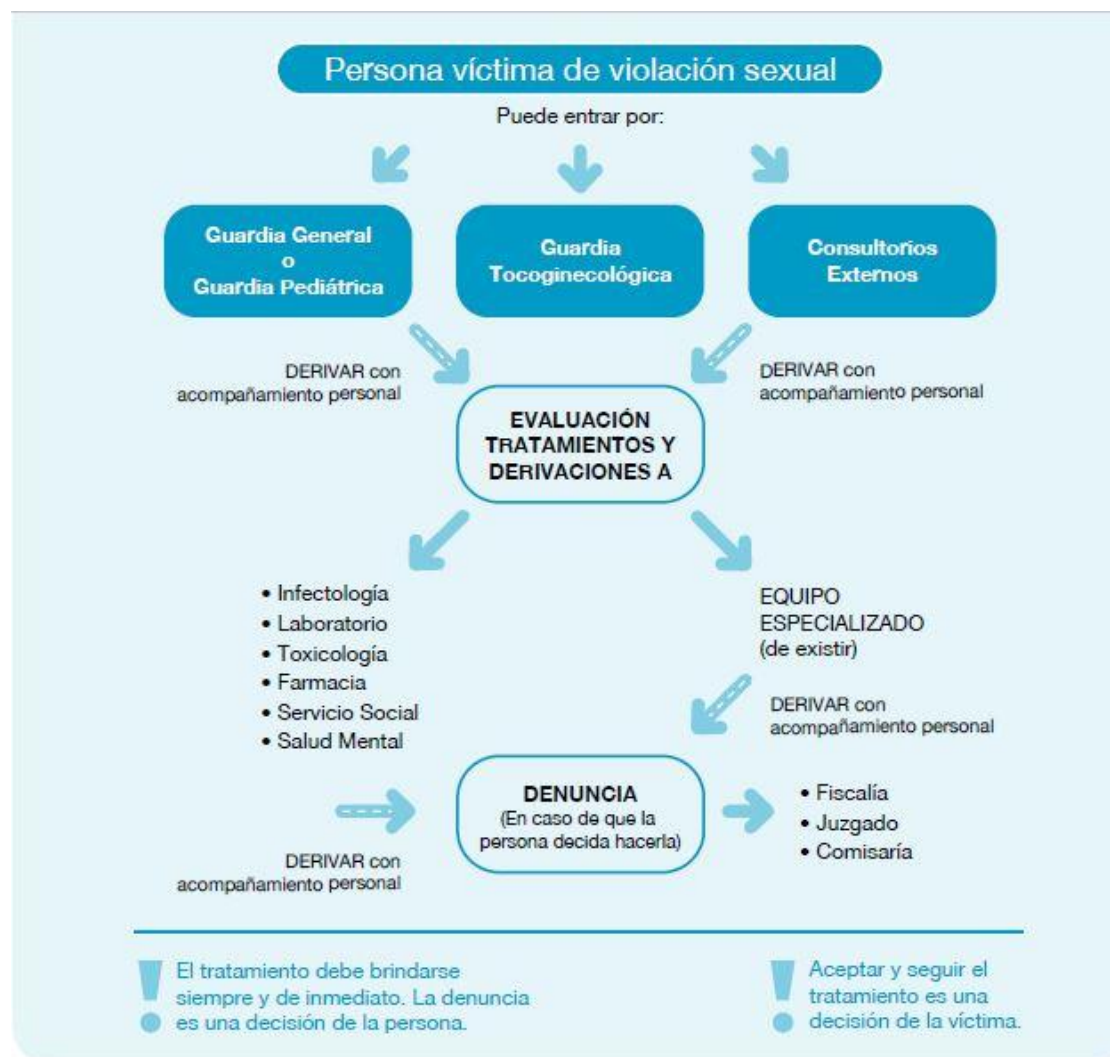 Persona víctima de violación sexual
Puede entrar por:
Guardia General
o
Guardia Pediátrica
Guardia
Tocoginecológica
Consultorios
Externos
DERIVAR con
acompañamiento personal
DERIVAR con
acompañamiento personal
EVALUACIÓN
TRATAMIENTOS Y
DERIVACIONES A
• Infectología
• Laboratorio
• Toxicología
• Farmacia
• Servicio Social
• Salud Mental
EQUIPO
ESPECIALIZADO
(de existir)
DERIVAR con
acompañamiento personal
DERIVAR con
acompañamiento personal
DENUNCIA
(En caso de que la
persona decida hacerla)
• Fiscalía
• Juzgado
• Comisaría
! El tratamiento debe brindarse
siempre y de inmediato. La denuncia
es una decisión de la persona.
! Aceptar y seguir el
tratamiento es una
decisión de la víctima.